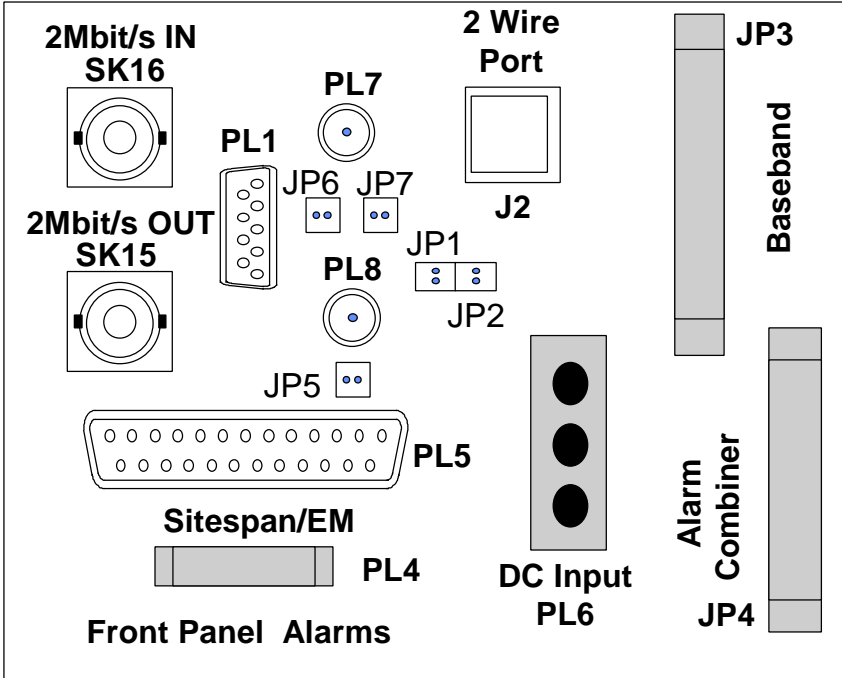 2Mbit/s IN
SK16
PL7
2 Wire
Port
JP3
PL1
JP6
JP7
J2
Baseband
2Mbit/s OUT
SK15
PL8
JP1
JP2
JP5
PL5
Sitespan/EM
PL4
DC Input
PL6
Alarm
Combiner
JP4
Front Panel Alarms